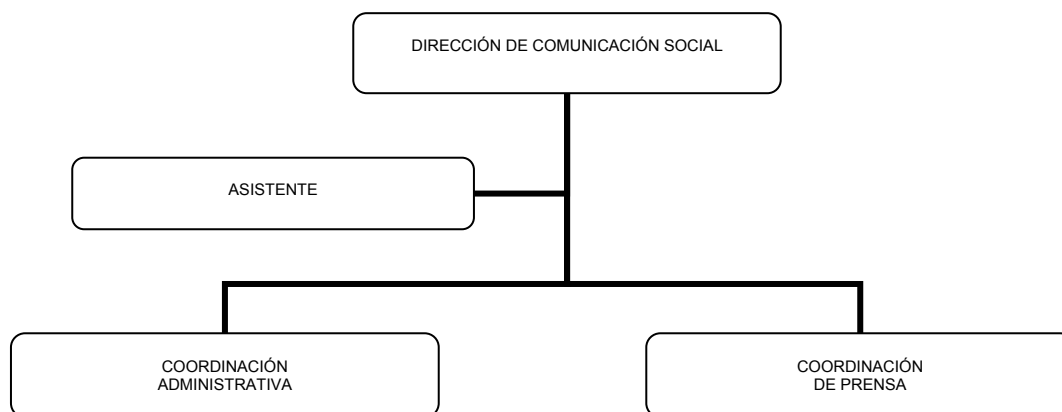 DIRECCIÓN DE COMUNICACIÓN SOCIAL
ASISTENTE
COORDINACIÓN
ADMINISTRATIVA
COORDINACIÓN
DE PRENSA